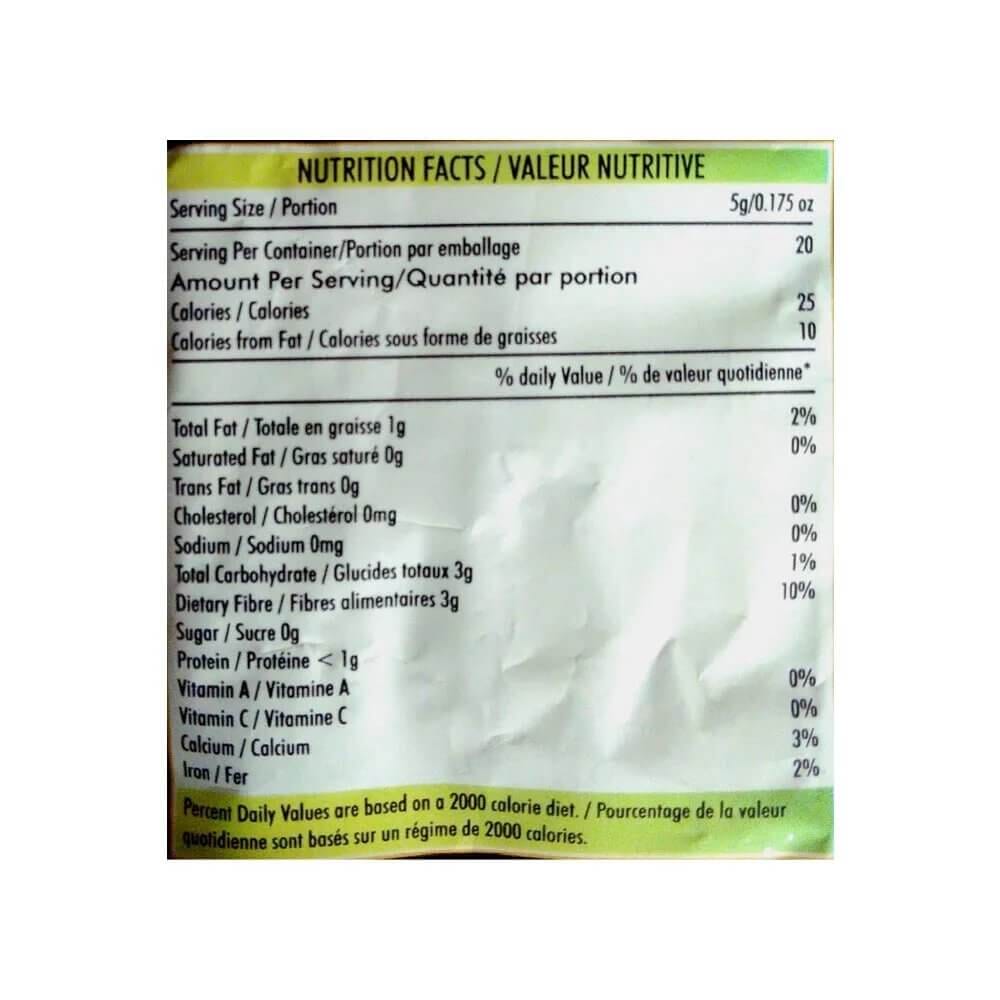 NUTRITION FACTS / VALEUR NUTRITIVE
Serving Size / Portion 5g/0.175 oz
Serving Per Container/Portion par emballage 20
Amount Per Serving/Quantité par portion
Calories / Calories 25
Calories from Fat / Calories sous forme de graisses 10
% daily Value / % de valeur quotidienne*
Total Fat / Totale en graisse 1g 2%
Saturated Fat / Gras saturé 0g 0%
Trans Fat / Gras trans 0g
Cholesterol / Cholestérol 0mg 0%
Sodium / Sodium 0mg 0%
Total Carbohydrate / Glucides totaux 3g 1%
Dietary Fibre / Fibres alimentaires 3g 10%
Sugar / Sucre 0g
Protein / Protéine < 1g
Vitamin A / Vitamine A 0%
Vitamin C / Vitamine C 0%
Calcium / Calcium 3%
Iron / Fer 2%
Percent Daily Values are based on a 2000 calorie diet. / Pourcentage de la valeur
quotidienne sont basés sur un régime de 2000 calories.